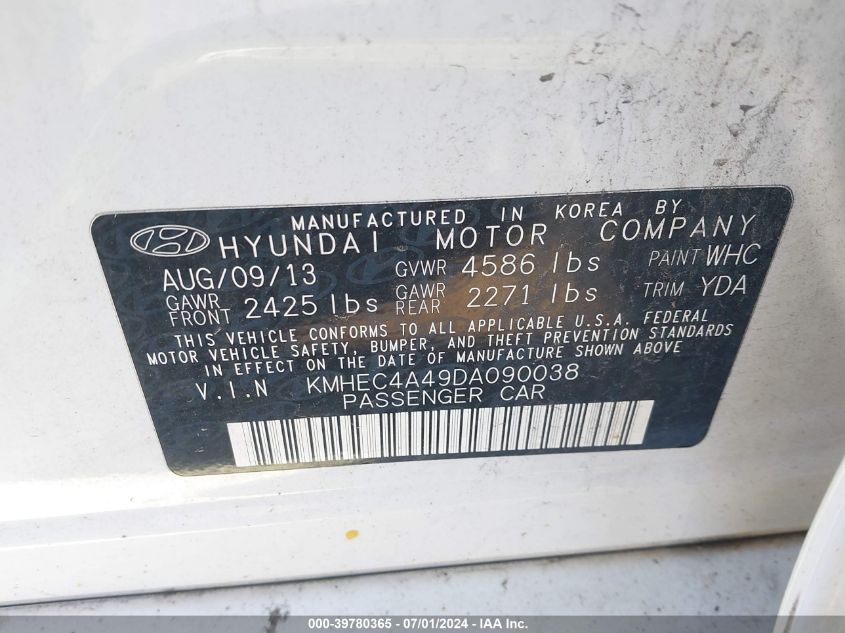 MANUFACTURED IN KOREA BY
HYUNDAI MOTOR COMPANY
AUG/09/13 GVWR 4586 lbs PAINT WHC
GAWR FRONT 2425 lbs GAWR REAR 2271 lbs TRIM YDA
THIS VEHICLE CONFORMS TO ALL APPLICABLE U.S.A. FEDERAL
MOTOR VEHICLE SAFETY, BUMPER, AND THEFT PREVENTION STANDARDS
IN EFFECT ON THE DATE OF MANUFACTURE SHOWN ABOVE.
V.I.N KMHEC4A49DA090038
PASSENGER CAR
000-39780365 - 07/01/2024 - IAAI - Copyright IAA, Inc.